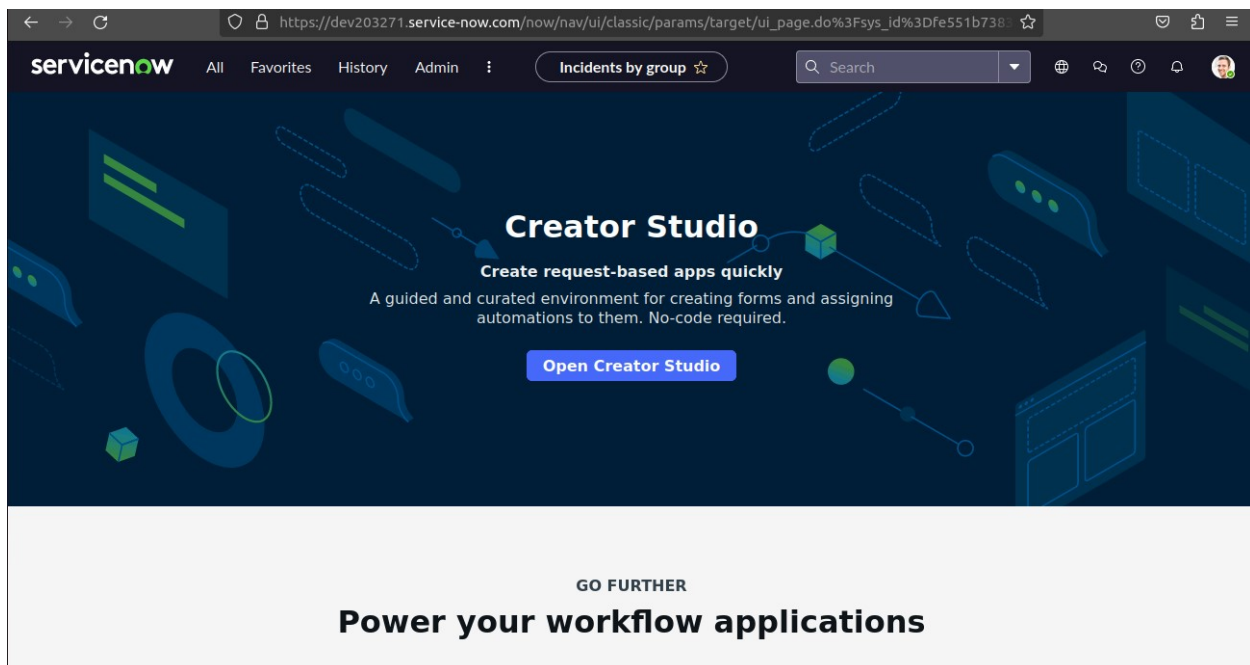 https://dev203271.service-now.com/now/nav/ui/classic/params/target/ui_page.do%3Fsys_id%3Dfe551b7383
servicenow All Favorites History Admin Incidents by group Search
Creator Studio
Create request-based apps quickly
A guided and curated environment for creating forms and assigning
automations to them. No-code required.
Open Creator Studio
GO FURTHER
Power your workflow applications